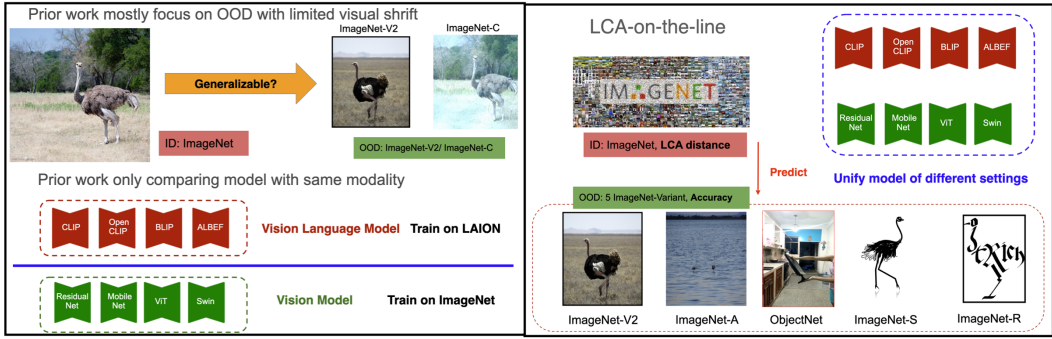 Prior work mostly focus on OOD with limited visual shrift
ImageNet-V2
ImageNet-C
Generalizable?
ID: ImageNet
OOD: ImageNet-V2/ ImageNet-C
Prior work only comparing model with same modality
CLIP
Open
CLIP
BLIP
ALBEF
Vision Language Model
Train on LAION
Residual
Net
Mobile
Net
ViT
Swin
Vision Model
Train on ImageNet
LCA-on-the-line
IMAGENET
ID: ImageNet, LCA distance
Predict
OOD: 5 ImageNet-Variant, Accuracy
CLIP
Open
CLIP
BLIP
ALBEF
Residual
Net
Mobile
Net
ViT
Swin
Unify model of different settings
OSTRICH
ImageNet-V2
ImageNet-A
ObjectNet
ImageNet-S
ImageNet-R